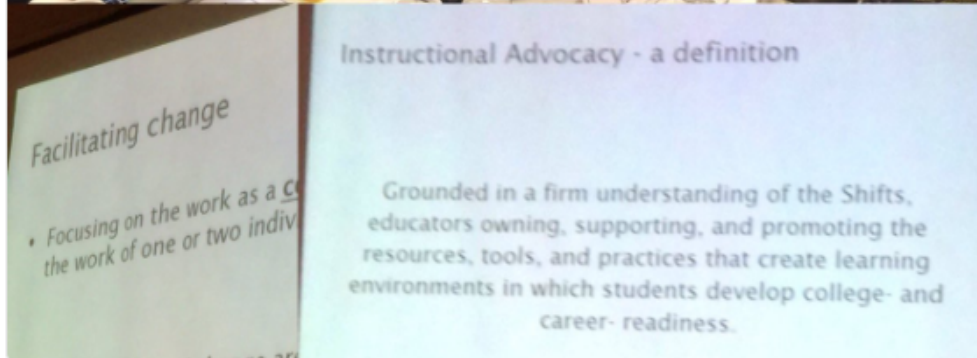 Facilitating change
• Focusing on the work as a
the work of one or two
Instructional Advocacy - a definition
Grounded in a firm understanding of the Shifts,
educators owning, supporting, and promoting the
resources, tools, and practices that create learning
environments in which students develop college- and
career- readiness.